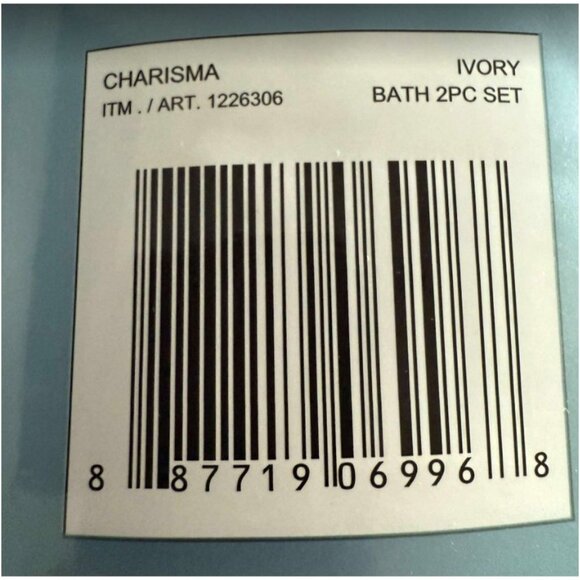 CHARISMA IVORY
ITM . / ART. 1226306 BATH 2PC SET
8 87719 06996 8